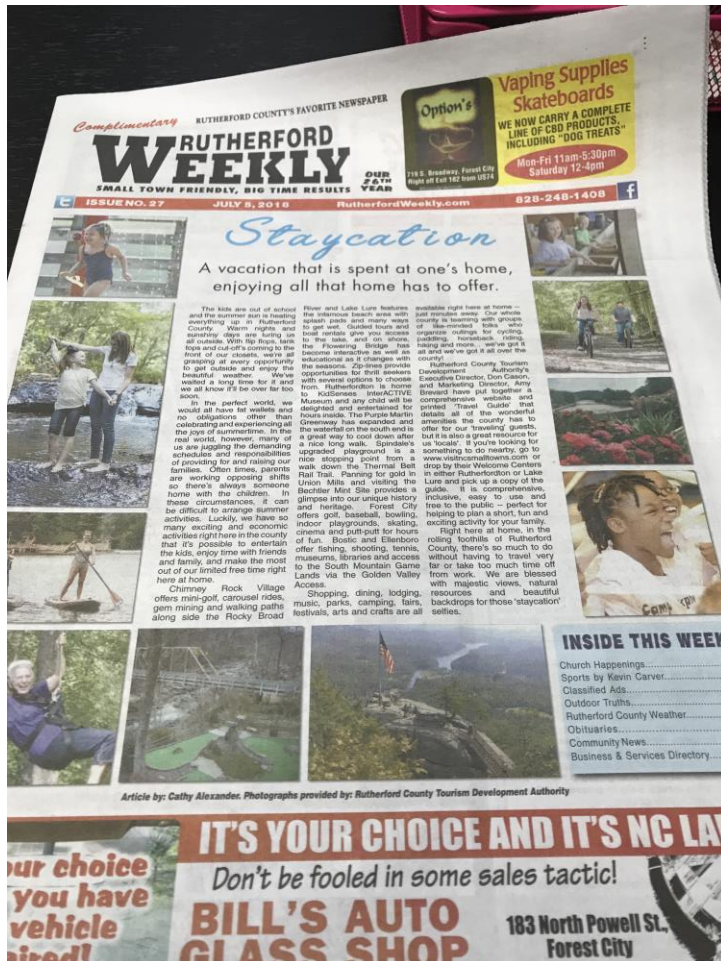 Complimentary
RUTHERFORD COUNTY'S FAVORITE NEWSPAPER
RUTHERFORD
WEEKLY
OUR
26TH
YEAR
SMALL TOWN FRIENDLY, BIG TIME RESULTS
Option's
719 S. Broadway, Forest City
Right off Exit 182 from US74
Vaping Supplies
Skateboards
WE NOW CARRY A COMPLETE
LINE OF CBD PRODUCTS,
INCLUDING "DOG TREATS"
Mon-Fri 11am-5:30pm
Saturday 12-4pm
ISSUE NO. 27 JULY 5, 2018 RutherfordWeekly.com 828-248-1408
Staycation
A vacation that is spent at one's home,
enjoying all that home has to offer.
The kids are out of school
and the summer sun is heating
everything up in Rutherford
County. Warm nights and
sunshiny days are luring us
all outside. With flip flops, tank
tops and cut-off's coming to the
front of our closets, we're all
grasping at every opportunity
to get outside and enjoy the
beautiful weather. We've
waited a long time for it and
we all know it'll be over far too
soon.
In the perfect world, we
would all have fat wallets and
no obligations other than
celebrating and experiencing all
the joys of summertime. In the
real world, however, many of
us are juggling the demanding
schedules and responsibilities
of providing for and raising our
families. Often times, parents
are working opposing shifts
so there's always someone
home with the children. In
these circumstances, it can
be difficult to arrange summer
activities. Luckily, we have so
many exciting and economic
activities right here in the county
that it's possible to entertain
the kids, enjoy time with friends
and family, and make the most
out of our limited free time right
here at home.
Chimney Rock Village
offers mini-golf, carousel rides,
gem mining and walking paths
along side the Rocky Broad
River and Lake Lure features
the infamous beach area with
splash pads and many ways
to get wet. Guided tours and
boat rentals give you access
to the lake, and on shore,
the Flowering Bridge has
become interactive as well as
educational as it changes with
the seasons. Zip-lines provide
opportunities for thrill seekers
with several options to choose
from. Rutherfordton is home
to KidSenses InterACTIVE
Museum and any child will be
delighted and entertained for
hours inside. The Purple Martin
Greenway has expanded and
the waterfall on the south end is
a great way to cool down after
a nice long walk. Spindale's
upgraded playground is a
nice stopping point from a
walk down the Thermal Belt
Rail Trail. Panning for gold in
Union Mills and visiting the
Bechtler Mint Site provides a
glimpse into our unique history
and heritage. Forest City
offers golf, baseball, bowling,
indoor playgrounds, skating,
cinema and putt-putt for hours
of fun. Bostic and Ellenboro
offer fishing, shooting, tennis,
museums, libraries and access
to the South Mountain Game
Lands via the Golden Valley
Access.
Shopping, dining, lodging,
music, parks, camping, fairs,
festivals, arts and crafts are all
available right here at home --
just minutes away. Our whole
county is learning with groups
of like-minded folks who
organize outings for cycling,
paddling, horseback riding,
hiking and more... we've got it
all and we've got it all over the
county!
Rutherford County Tourism
Development Authority's
Executive Director, Don Cason,
and Marketing Director, Amy
Brevard have put together a
comprehensive website and
printed 'Travel Guide' that
details all of the wonderful
amenities the county has to
offer for our 'traveling' guests,
but it is also a great resource for
us 'locals'. If you're looking for
something to do nearby, go to
www.visitncsmalltowns.com or
drop by their Welcome Centers
in either Rutherfordton or Lake
Lure and pick up a copy of the
guide. It is comprehensive,
inclusive, easy to use and
free to the public -- perfect for
helping to plan a short, fun and
exciting activity for your family.
Right here at home, in the
rolling foothills of Rutherford
County, there's so much to do
without having to travel very
far or take too much time off
from work. We are blessed
with majestic views, natural
resources and beautiful
backdrops for those 'staycation'
selfies.
Camp
INSIDE THIS WEEK
Church Happenings
Sports by Kevin Carver
Classified Ads
Outdoor Truths
Rutherford County Weather
Obituaries
Community News
Business & Services Directory
Article by: Cathy Alexander. Photographs provided by: Rutherford County Tourism Development Authority
IT'S YOUR CHOICE AND IT'S NC LA
our choice
you have
vehicle
aired!
Don't be fooled in some sales tactic!
BILL'S AUTO
GLASS SHOP
183 North Powell St.,
Forest City